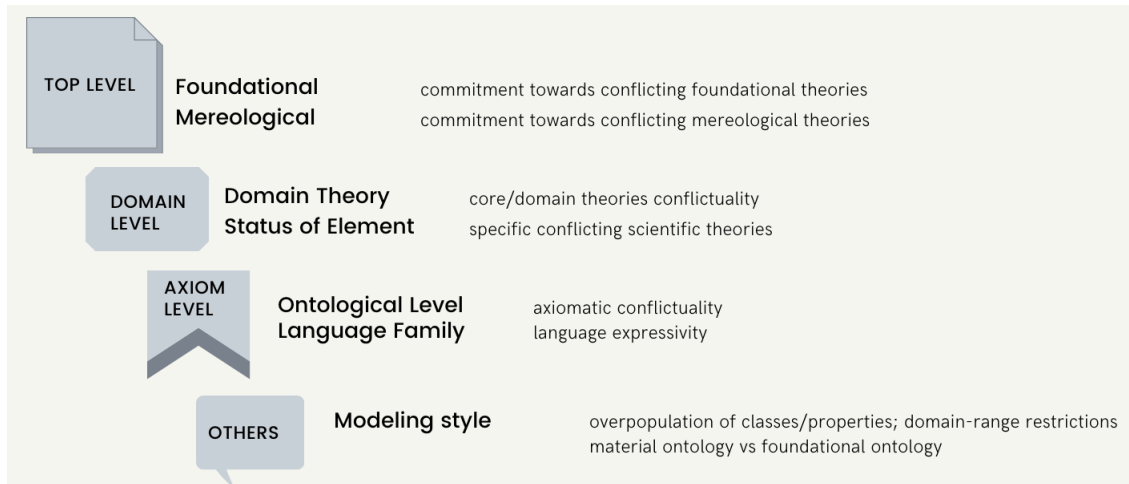 TOP LEVEL
Foundational
commitment towards conflicting foundational theories
Mereological
commitment towards conflicting mereological theories
DOMAIN
LEVEL
Domain Theory
core/domain theories conflictuality
Status of Element
specific conflicting scientific theories
AXIOM
LEVEL
Ontological Level
axiomatic conflictuality
Language Family
language expressivity
OTHERS
Modeling style
overpopulation of classes/properties; domain-range restrictions
material ontology vs foundational ontology